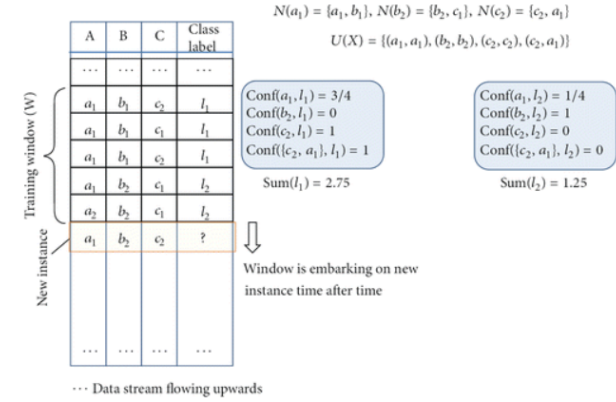 N(a₁) = {a₁, b₁}, N(b₂) = {b₂, c₁}, N(c₂) = {c₂, a₁}
U(X) = {(a₁, a₁), (b₂, b₂), (c₂, c₂), (c₂, a₁)}
A B C Class label
... ... ... ...
a₁ b₁ c₂ l₁
a₁ b₁ c₁ l₁
a₁ b₁ c₂ l₁
a₁ b₂ c₁ l₂
a₂ b₂ c₁ l₂
a₁ b₂ c₂ ?
... ... ... ...
Training window (W)
New instance
Conf(a₁, l₁) = 3/4
Conf(b₂, l₁) = 0
Conf(c₂, l₁) = 1
Conf({c₂, a₁}, l₁) = 1
Sum(l₁) = 2.75
Conf(a₁, l₂) = 1/4
Conf(b₂, l₂) = 1
Conf(c₂, l₂) = 0
Conf({c₂, a₁}, l₂) = 0
Sum(l₂) = 1.25
Window is embarking on new
instance time after time
... Data stream flowing upwards